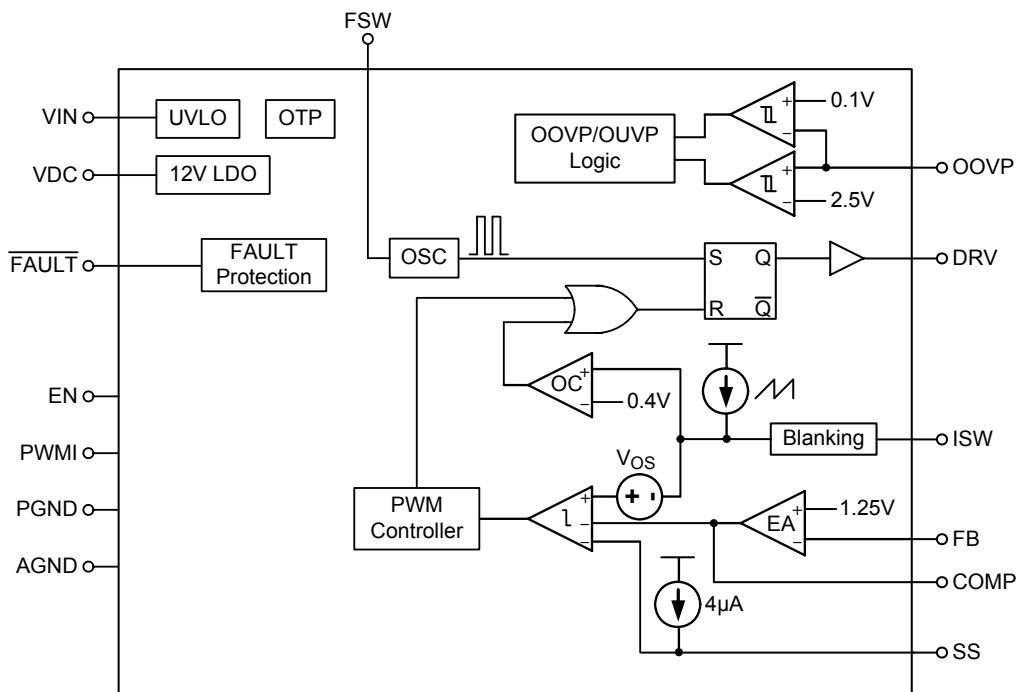 FSW
VIN
UVLO
OTP
0.1V
VDC
12V LDO
OOVP/OUVP
Logic
OOVP
2.5V
FAULT
FAULT
Protection
OSC
S
Q
DRV
R
Q
OC
0.4V
EN
Blanking
ISW
PWMI
VOS
PWM
Controller
EA
1.25V
PGND
FB
AGND
COMP
4µA
SS